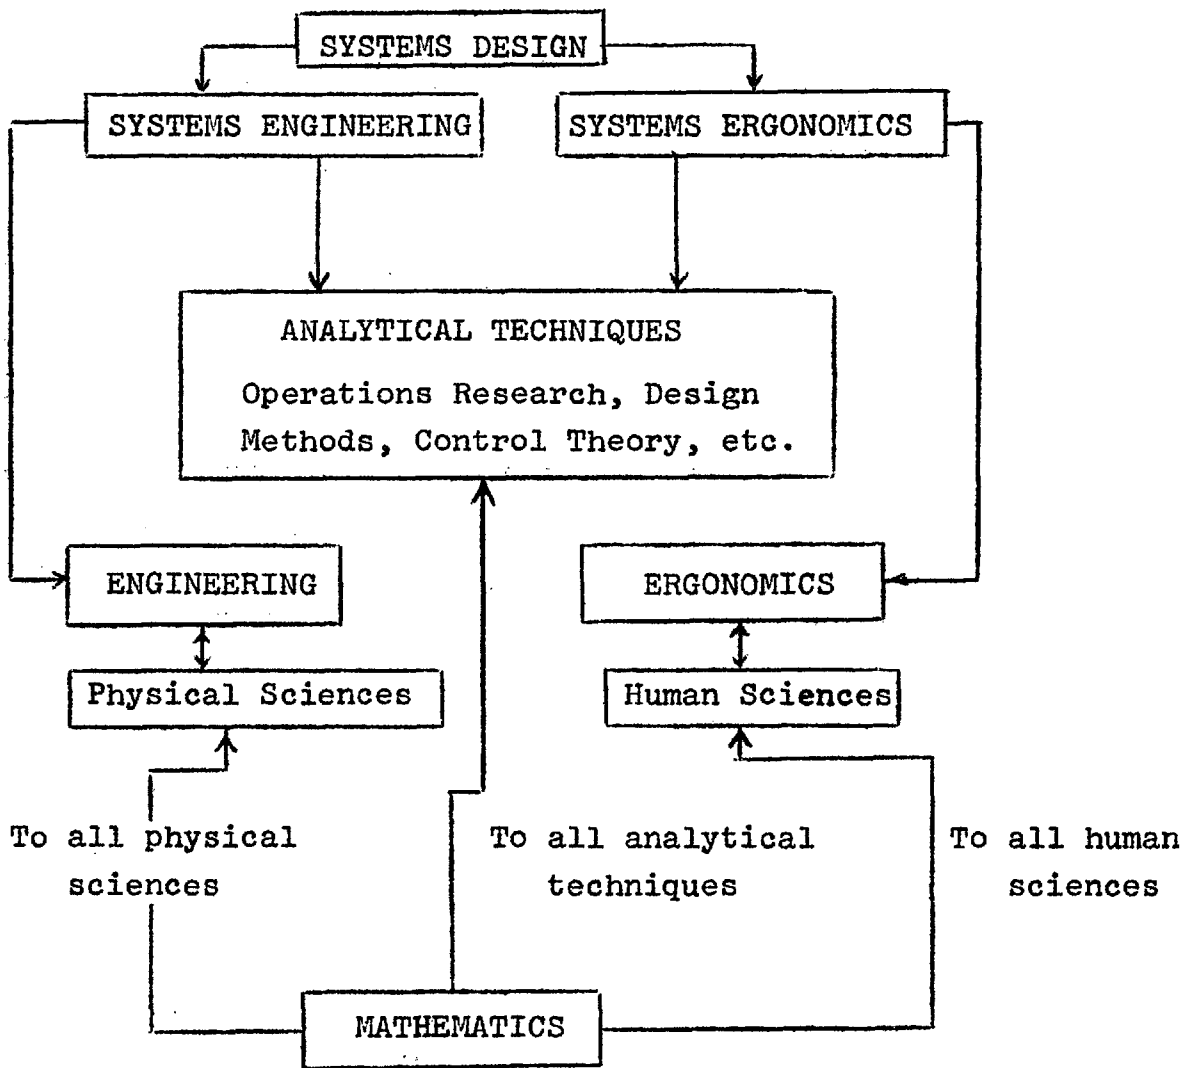 SYSTEMS DESIGN
SYSTEMS ENGINEERING
SYSTEMS ERGONOMICS
ANALYTICAL TECHNIQUES
Operations Research, Design
Methods, Control Theory, etc.
ENGINEERING
ERGONOMICS
Physical Sciences
Human Sciences
To all physical
sciences
To all analytical
techniques
To all human
sciences
MATHEMATICS